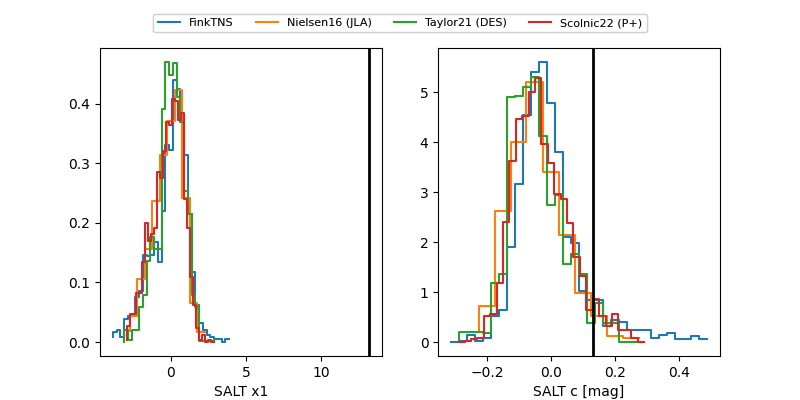 FinkTNS Nielsen16 (JLA) Taylor21 (DES) Scolnic22 (P+)
0.4
0.3
0.2
0.1
0.0
0 5 10
SALT x1
5
4
3
2
1
0
−0.2 0.0 0.2 0.4
SALT c [mag]